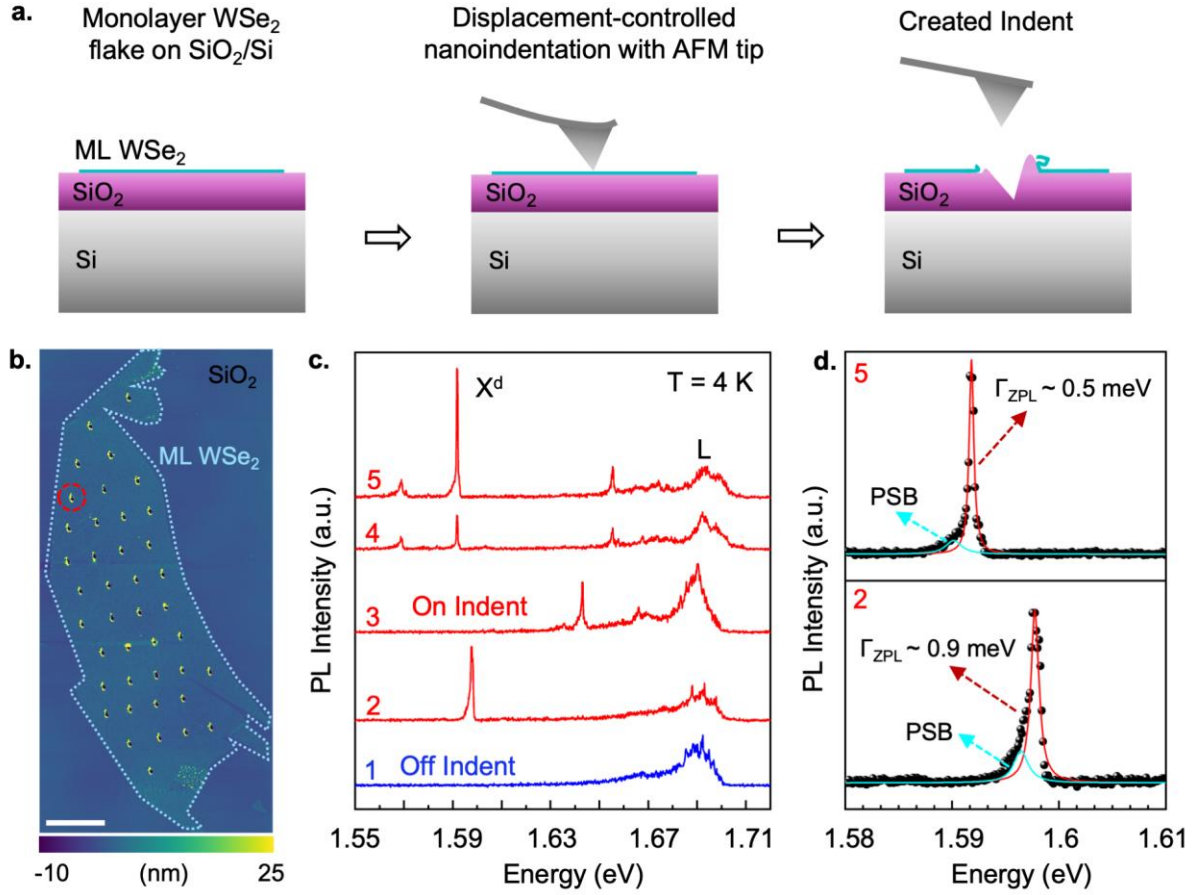 a.
Monolayer WSe₂
flake on SiO₂/Si
Displacement-controlled
nanoindentation with AFM tip
Created Indent
ML WSe₂
SiO₂
Si
SiO₂
Si
SiO₂
Si
b.
SiO₂
ML WSe₂
-10
(nm)
25
c.
Xᵈ
T = 4 K
L
5
4
3
On Indent
2
1
Off Indent
PL Intensity (a.u.)
1.55
1.59
1.63
1.67
1.71
Energy (eV)
d.
5
Γ_ZPL ~ 0.5 meV
PSB
2
Γ_ZPL ~ 0.9 meV
PSB
PL Intensity (a.u.)
1.58
1.59
1.6
1.61
Energy (eV)